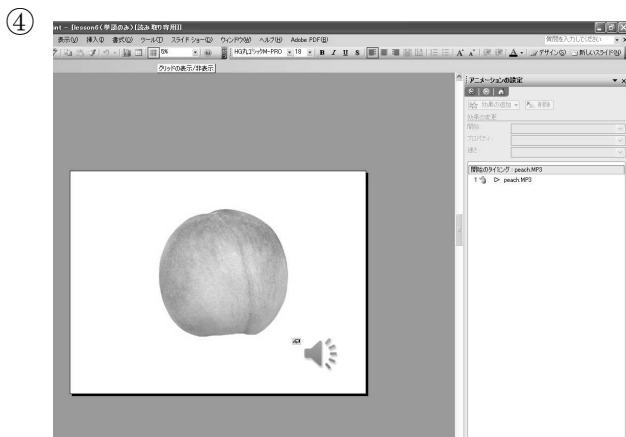 ④
int - [lesson6(単語のみ)[読み取り専用]]
表示(V) 挿入(I) 書式(O) ツール(T) スライド ショー(D) ウィンドウ(W) ヘルプ(H) Adobe PDF(B)
質問を入力してください
HG丸ゴシックM-PRO 18 B I U S A A A デザイン(S) 新しいスライド(N)
グリッドの表示/非表示
アニメーションの設定
効果の追加 削除
効果の変更
開始:
プロパティ:
速さ:
開始のタイミング: peach.MP3
1 peach.MP3